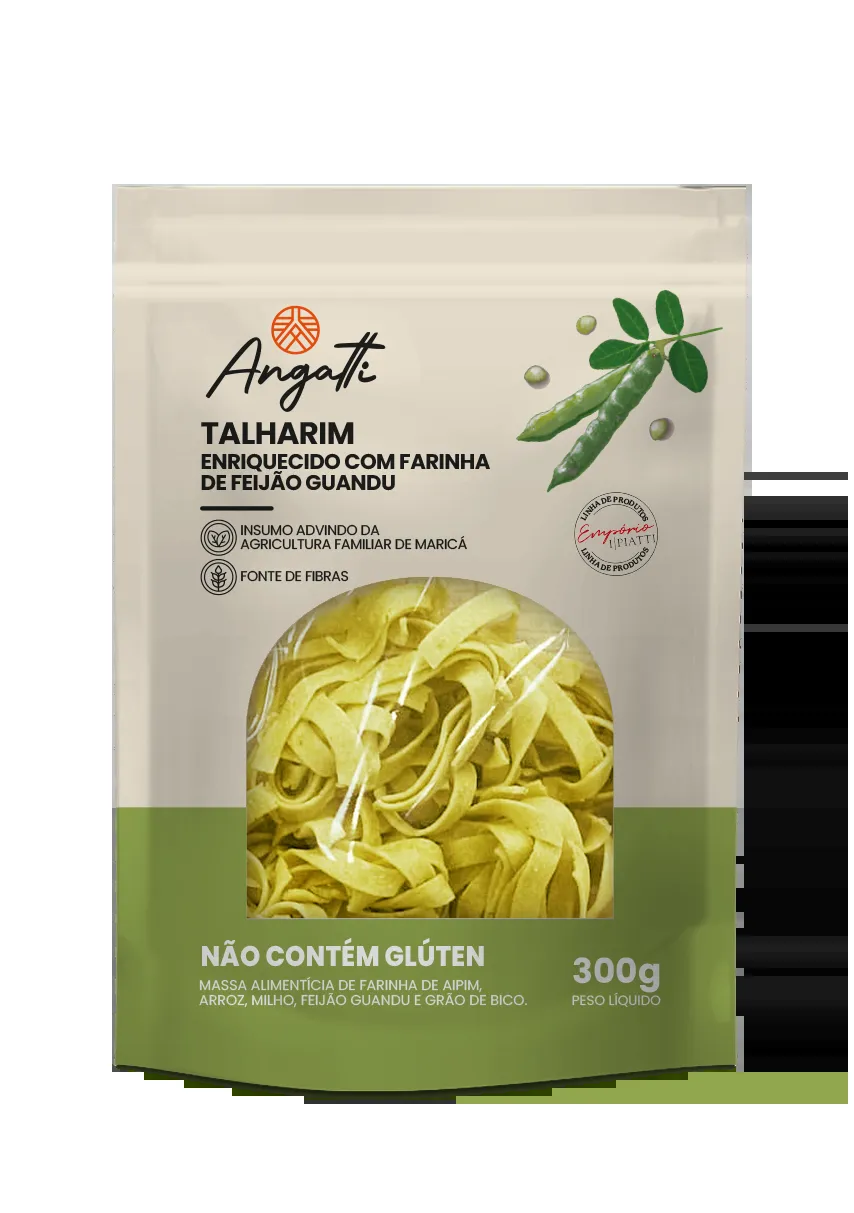 Angatti
TALHARIM
ENRIQUECIDO COM FARINHA
DE FEIJÃO GUANDU
INSUMO ADVINDO DA
AGRICULTURA FAMILIAR DE MARICÁ
FONTE DE FIBRAS
LINHA DE PRODUTOS
Empório
PIATTI
LINHA DE PRODUTOS
NÃO CONTÉM GLÚTEN
MASSA ALIMENTÍCIA DE FARINHA DE AIPIM,
ARROZ, MILHO, FEIJÃO GUANDU E GRÃO DE BICO.
300g
PESO LÍQUIDO